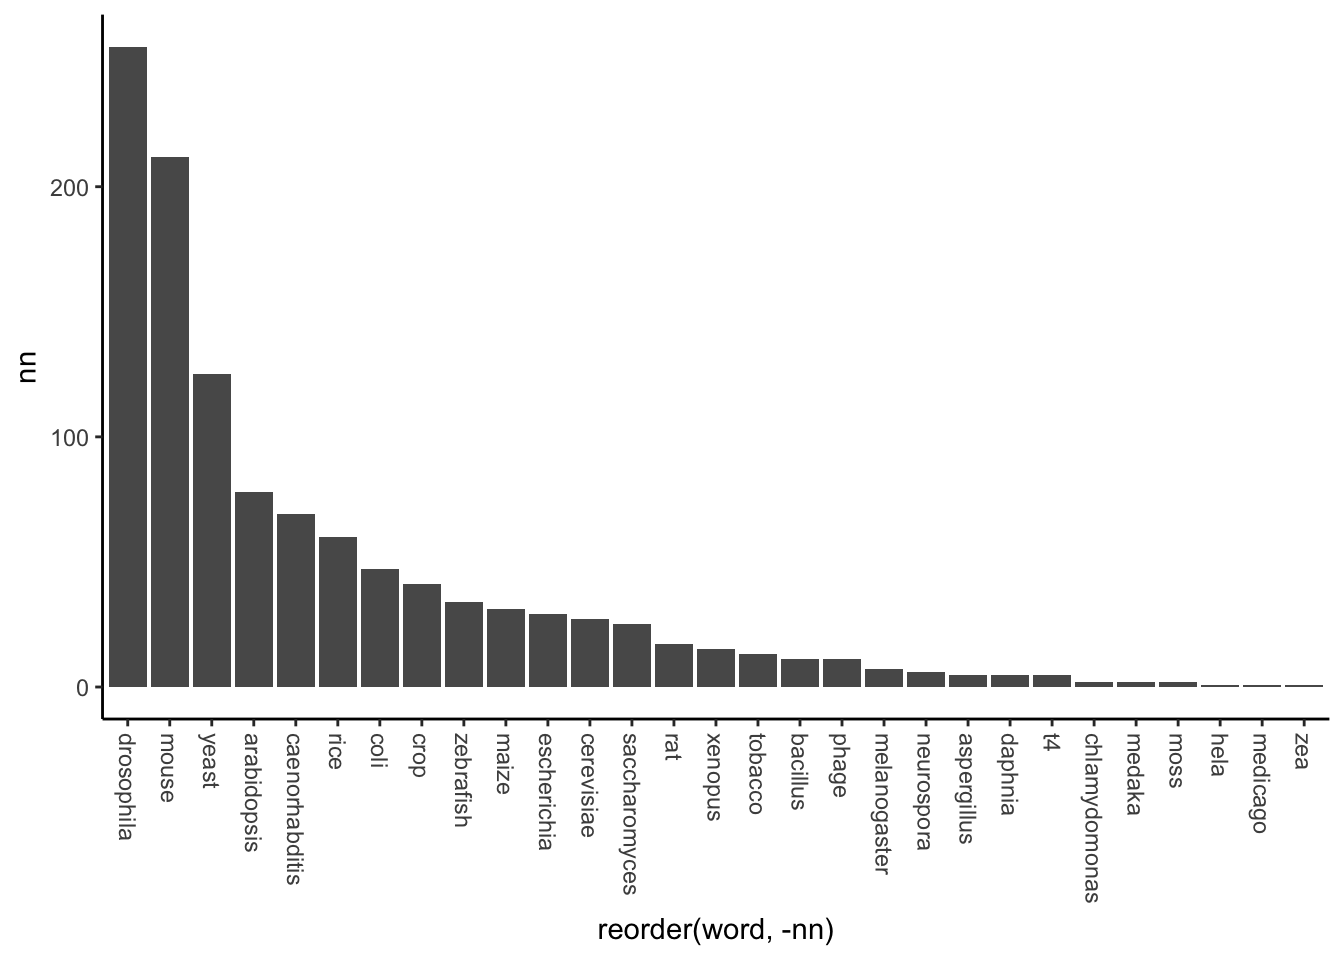 nn
200
100
0
drosophila
mouse
yeast
arabidopsis
caenorhabditis
rice
coli
crop
zebrafish
maize
escherichia
cerevisiae
saccharomyces
rat
xenopus
tobacco
bacillus
phage
melanogaster
neurospora
aspergillus
daphnia
t4
chlamydomonas
medaka
moss
hela
medicago
zea
reorder(word, -nn)